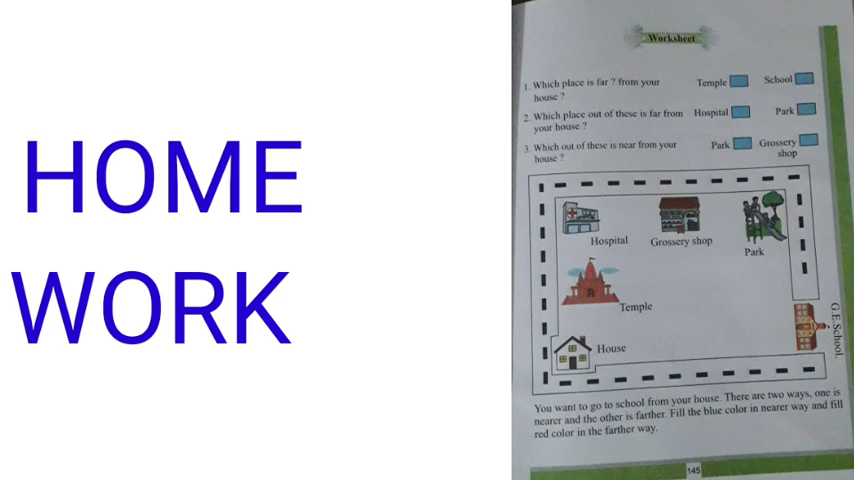 HOME
WORK
Worksheet
1. Which place is far ? from your house ? Temple School
2. Which place out of these is far from your house ? Hospital Park
3. Which out of these is near from your house ? Park Grossery shop
Hospital
Grossery shop
Park
Temple
House
G.E.School.
You want to go to school from your house. There are two ways, one is
nearer and the other is farther. Fill the blue color in nearer way and fill
red color in the farther way.
145